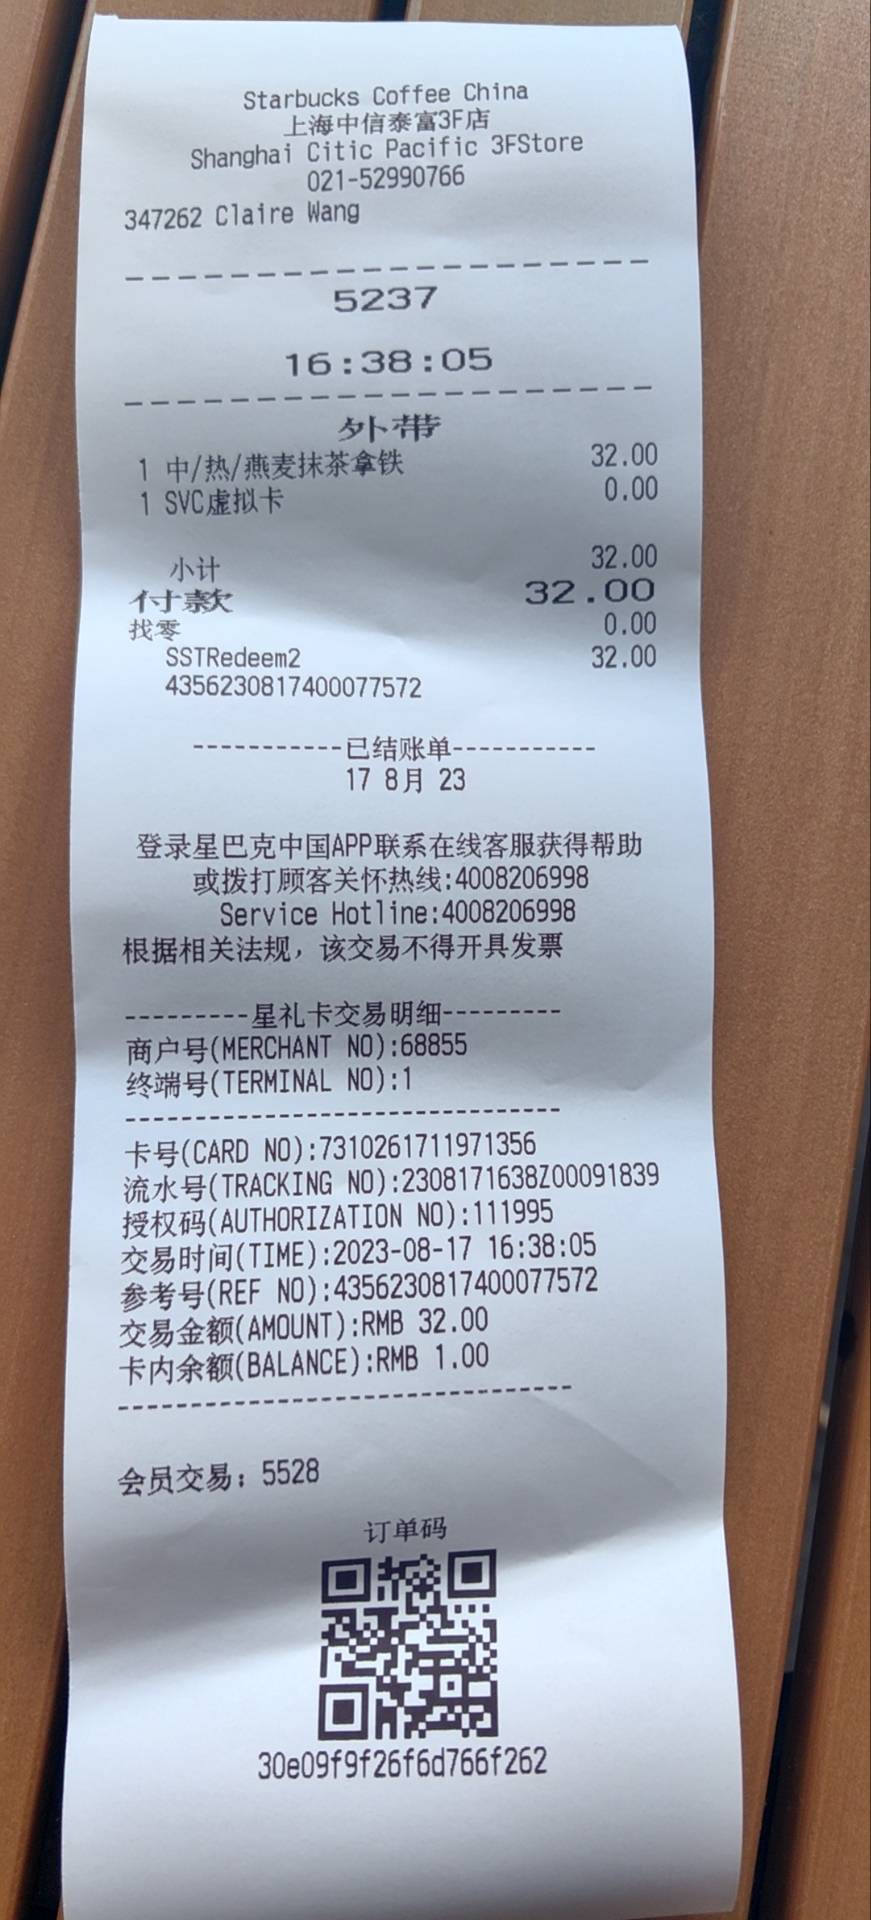 Starbucks Coffee China
上海中信泰富3F店
Shanghai Citic Pacific 3FStore
021-52990766
347262 Claire Wang
--------------------
5237
16:38:05
--------------------
外带
1 中/热/燕麦抹茶拿铁 32.00
1 SVC虚拟卡 0.00
小计 32.00
付款 32.00
找零 0.00
SSTRedeem2 32.00
4356230817400077572
-----------已结账单-----------
17 8月 23
登录星巴克中国APP联系在线客服获得帮助
或拨打顾客关怀热线:4008206998
Service Hotline:4008206998
根据相关法规，该交易不得开具发票
---------星礼卡交易明细---------
商户号(MERCHANT NO):68855
终端号(TERMINAL NO):1
--------------------------------
卡号(CARD NO):7310261711971356
流水号(TRACKING NO):2308171638Z00091839
授权码(AUTHORIZATION NO):111995
交易时间(TIME):2023-08-17 16:38:05
参考号(REF NO):4356230817400077572
交易金额(AMOUNT):RMB 32.00
卡内余额(BALANCE):RMB 1.00
--------------------------------
会员交易：5528
订单码
30e09f9f26f6d766f262